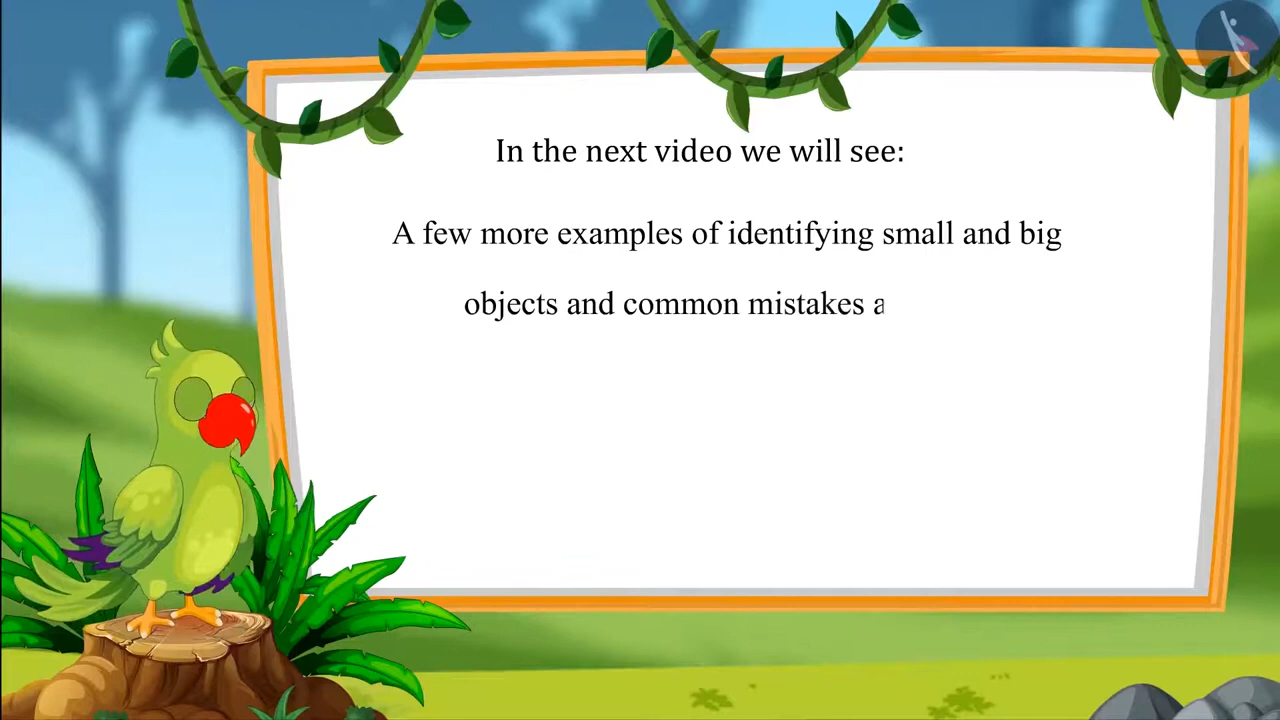 In the next video we will see:
A few more examples of identifying small and big
objects and common mistakes a